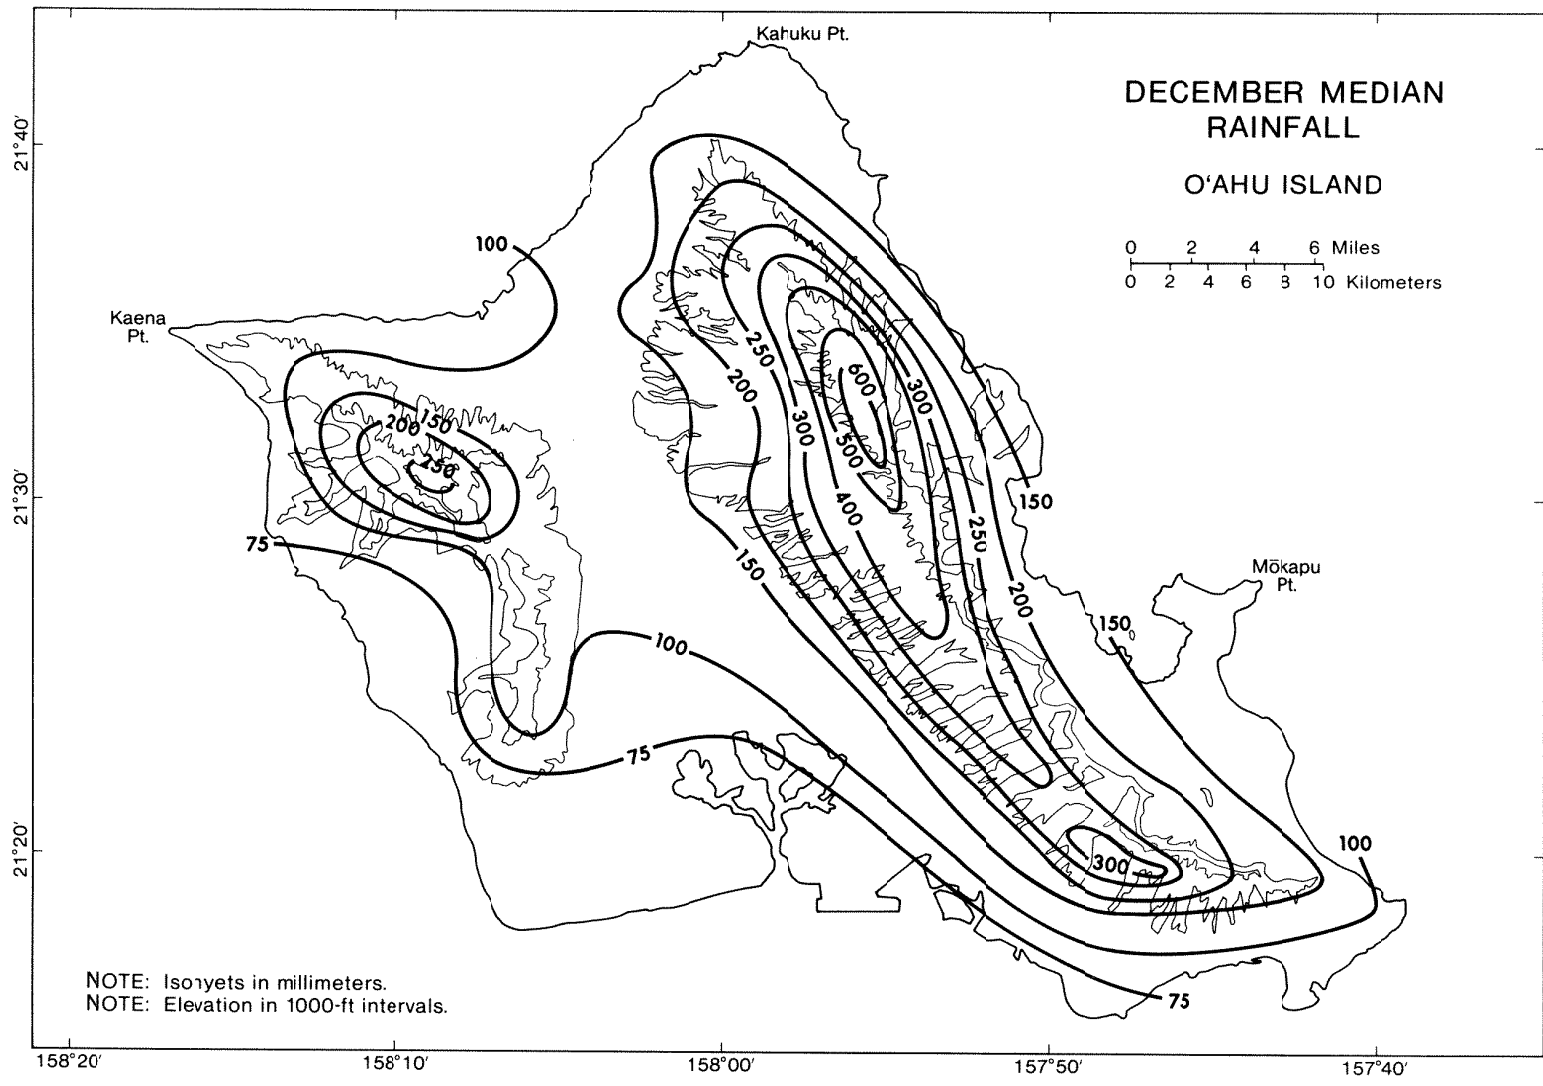 Kahuku Pt.
DECEMBER MEDIAN
RAINFALL
O‘AHU ISLAND
0 2 4 6 Miles
0 2 4 6 8 10 Kilometers
21°40′
100
Kaena
Pt.
250
200
600
300
300
150
200
250
500
400
21°30′
150
250
75
150
Mōkapu
Pt.
200
150
100
75
21°20′
300
100
75
NOTE: Isohyets in millimeters.
NOTE: Elevation in 1000-ft intervals.
158°20′
158°10′
158°00′
157°50′
157°40′